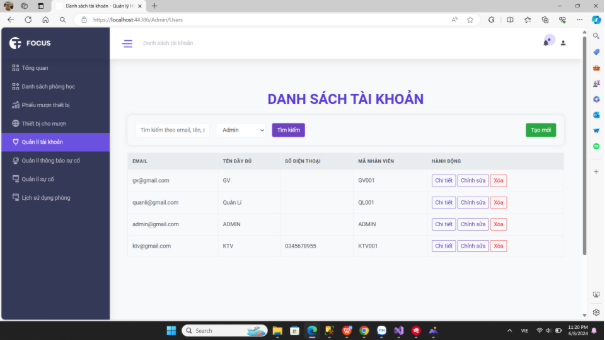 Danh sách tài khoản - Quản lý H
https://localhost:44386/Admin/Users
FOCUS
Danh sách tài khoản
Tổng quan
Danh sách phòng học
Phiếu mượn thiết bị
Thiết bị cho mượn
Quản lí tài khoản
Quản lí thông báo sự cố
Quản lí sự cố
Lịch sử dụng phòng
DANH SÁCH TÀI KHOẢN
Tìm kiếm theo email, tên, s
Admin
Tìm kiếm
Tạo mới
EMAIL TÊN ĐẦY ĐỦ SỐ ĐIỆN THOẠI MÃ NHÂN VIÊN HÀNH ĐỘNG
gv@gmail.com GV GV001 Chi tiết Chỉnh sửa Xóa
quanli@gmail.com Quản Lí QL001 Chi tiết Chỉnh sửa Xóa
admin@gmail.com ADMIN ADMIN Chi tiết Chỉnh sửa Xóa
ktv@gmail.com KTV 0345678955 KTV001 Chi tiết Chỉnh sửa Xóa
Search
VIE
11:20 PM
6/8/2024